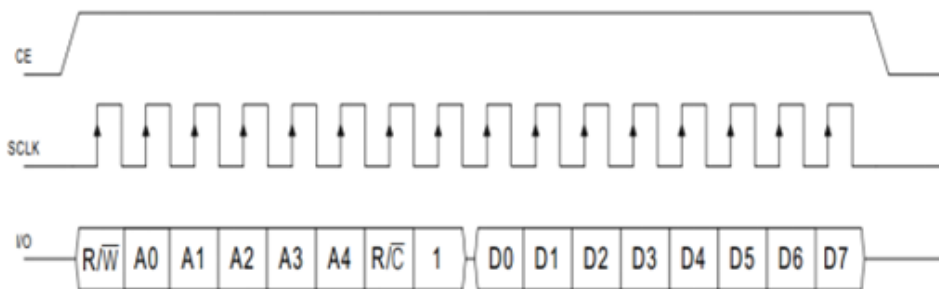 CE
SCLK
I/O R/W̅ A0 A1 A2 A3 A4 R/C̅ 1 D0 D1 D2 D3 D4 D5 D6 D7